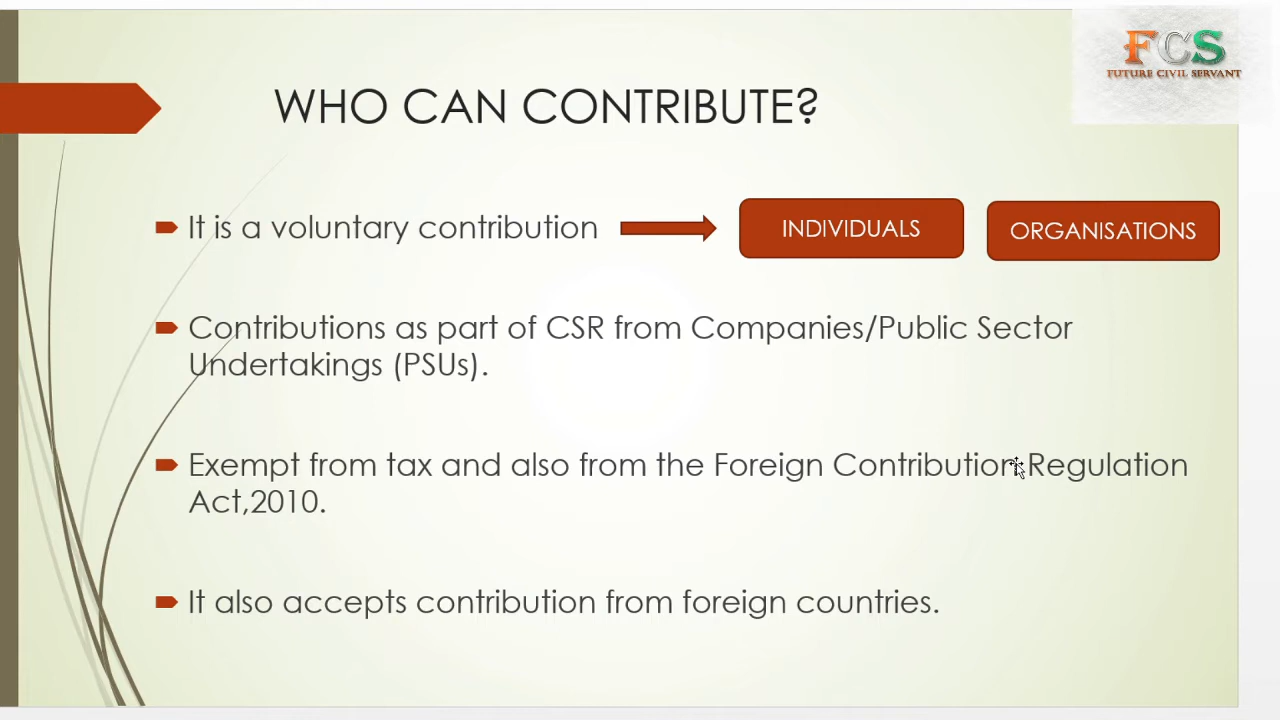 FCS
FUTURE CIVIL SERVANT
WHO CAN CONTRIBUTE?
It is a voluntary contribution
INDIVIDUALS
ORGANISATIONS
Contributions as part of CSR from Companies/Public Sector
Undertakings (PSUs).
Exempt from tax and also from the Foreign Contribution Regulation
Act,2010.
It also accepts contribution from foreign countries.